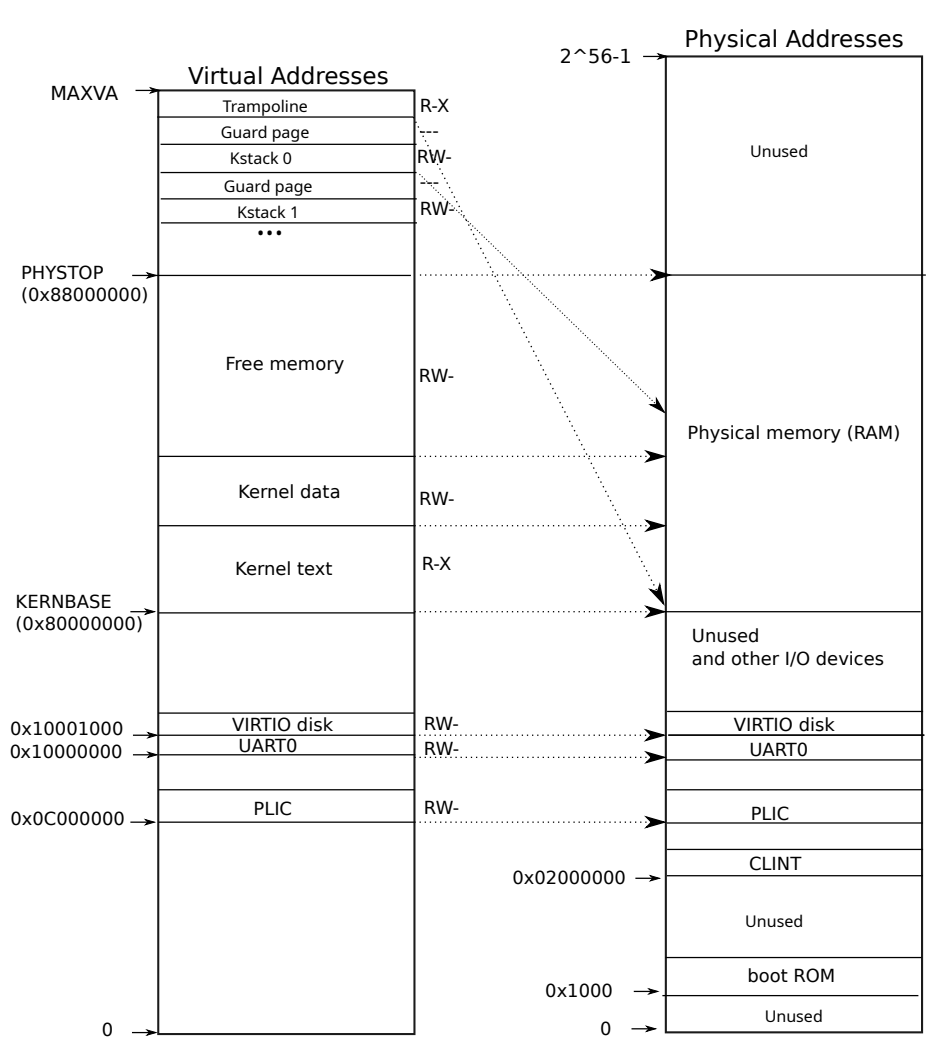 Physical Addresses
2^56-1
Virtual Addresses
MAXVA
Trampoline
R-X
Guard page
---
Unused
Kstack 0
RW-
Guard page
---
Kstack 1
RW-
...
PHYSTOP
(0x88000000)
Free memory
RW-
Physical memory (RAM)
Kernel data
RW-
Kernel text
R-X
KERNBASE
(0x80000000)
Unused
and other I/O devices
0x10001000
VIRTIO disk
RW-
VIRTIO disk
0x10000000
UART0
RW-
UART0
0x0C000000
PLIC
RW-
PLIC
CLINT
0x02000000
Unused
boot ROM
0x1000
Unused
0
0